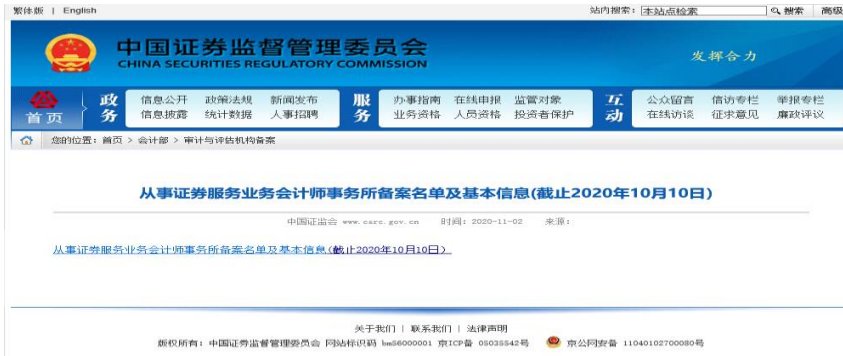 繁体版 | English 站内搜索: 本站点检索 搜索 高级
中国证券监督管理委员会
CHINA SECURITIES REGULATORY COMMISSION
发挥合力
首页
政务
信息公开 政策法规 新闻发布
信息披露 统计数据 人事招聘
服务
办事指南 在线申报 监管对象
业务资格 人员资格 投资者保护
互动
公众留言 信访专栏 举报专栏
在线访谈 征求意见 廉政评议
您的位置: 首页 > 会计部 > 审计与评估机构备案
从事证券服务业务会计师事务所备案名单及基本信息(截止2020年10月10日)
中国证监会 www.csrc.gov.cn 时间: 2020-11-02 来源:
从事证券服务业务会计师事务所备案名单及基本信息(截止2020年10月10日)
关于我们 | 联系我们 | 法律声明
版权所有: 中国证券监督管理委员会 网站标识码 bm56000001 京ICP备 05035542号 京公网安备 11040102700080号